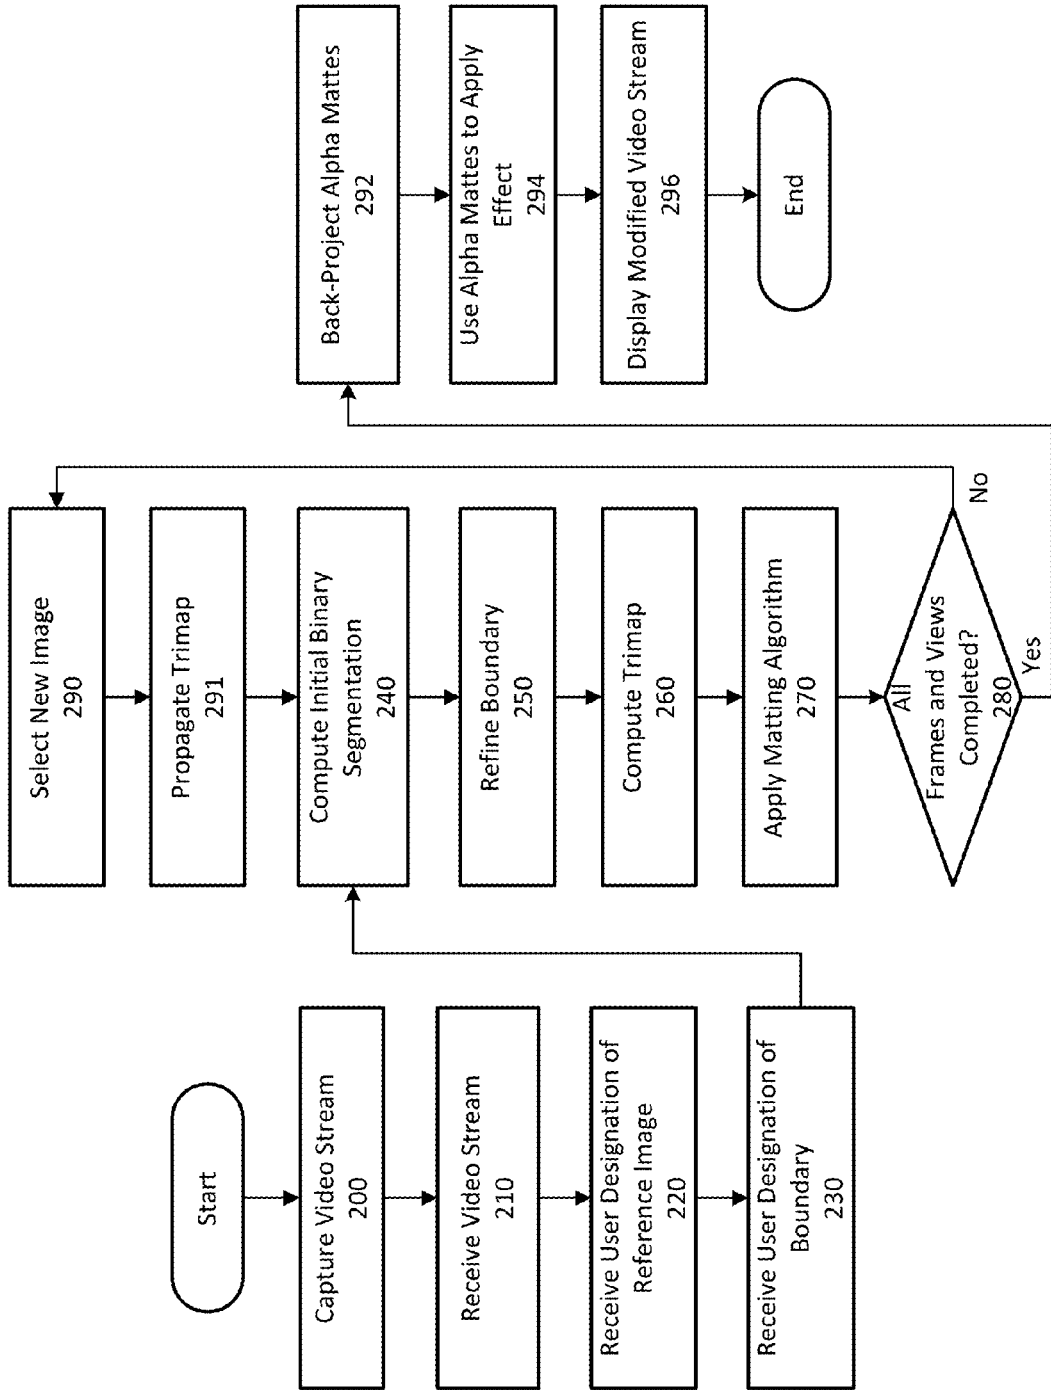 Start
Capture Video Stream
200
Receive Video Stream
210
Receive User Designation of
Reference Image
220
Receive User Designation of
Boundary
230
Select New Image
290
Propagate Trimap
291
Compute Initial Binary
Segmentation
240
Refine Boundary
250
Compute Trimap
260
Apply Matting Algorithm
270
All
Frames and Views
Completed?
280
No
Yes
Back-Project Alpha Mattes
292
Use Alpha Mattes to Apply
Effect
294
Display Modified Video Stream
296
End